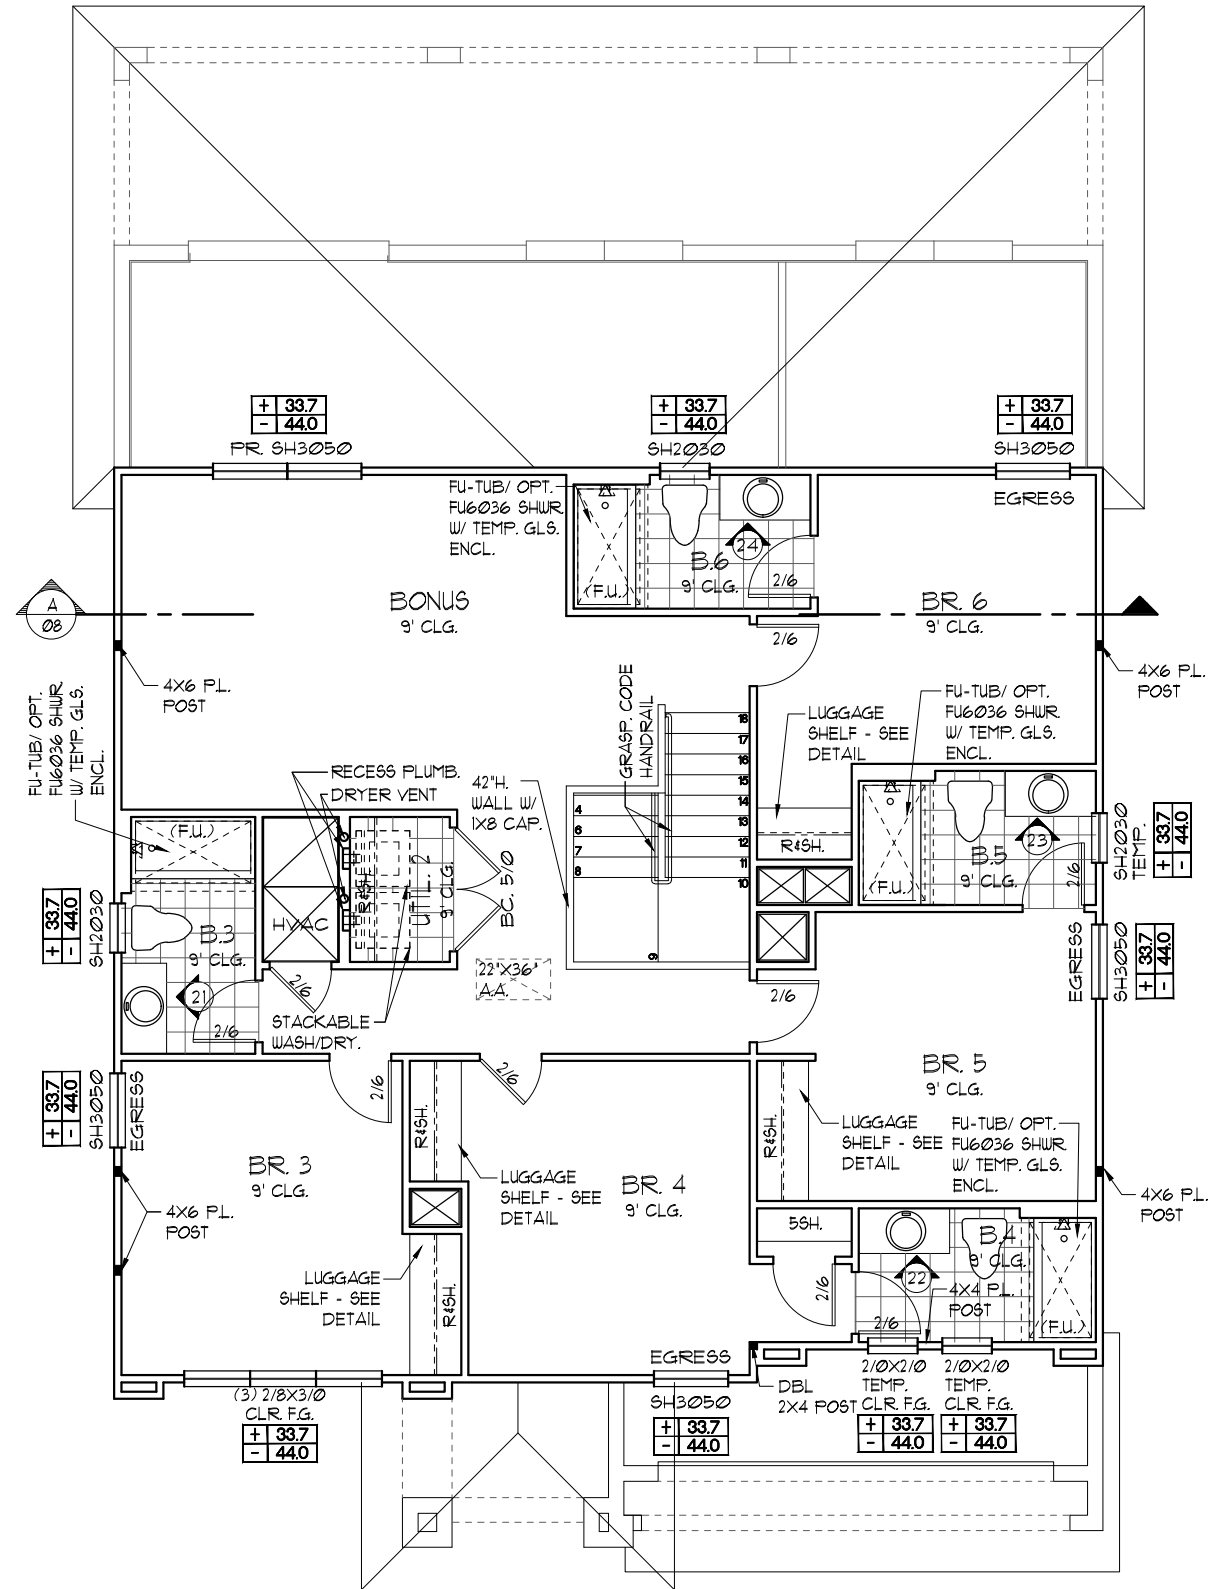 + 33.7
- 44.0
PR. SH3050
+ 33.7
- 44.0
SH2030
+ 33.7
- 44.0
SH3050
EGRESS
FU-TUB/ OPT.
FU6036 SHWR.
W/ TEMP. GLS.
ENCL.
(F.U.)
24
B.6
9' CLG.
2/6
A
08
BONUS
9' CLG.
BR. 6
9' CLG.
2/6
4X6 P.L.
POST
4X6 P.L.
POST
FU-TUB/ OPT.
FU6036 SHWR.
W/ TEMP. GLS.
ENCL.
GRASP. CODE
HANDRAIL
LUGGAGE
SHELF - SEE
DETAIL
FU-TUB/ OPT.
FU6036 SHWR.
W/ TEMP. GLS.
ENCL.
RECESS PLUMB.
DRYER VENT
42"H.
WALL W/
1X8 CAP.
18
17
16
15
14
13
12
11
10
4
6
7
8
9
R&SH.
(F.U.)
R&SH.
UTIL. 2
9' CLG.
BC. 5/0
HVAC
B.3
9' CLG.
21
2/6
2/6
SH2030
+ 33.7
- 44.0
22"X36"
A.A.
STACKABLE
WASH/DRY.
23
B.5
9' CLG.
(F.U.)
2/6
SH2030
TEMP.
+ 33.7
- 44.0
EGRESS
SH3050
+ 33.7
- 44.0
2/6
BR. 5
9' CLG.
+ 33.7
- 44.0
SH3050
EGRESS
2/6
2/6
R&SH.
R&SH.
LUGGAGE
SHELF - SEE
DETAIL
FU-TUB/ OPT.
FU6036 SHWR.
W/ TEMP. GLS.
ENCL.
BR. 3
9' CLG.
LUGGAGE
SHELF - SEE
DETAIL
BR. 4
9' CLG.
4X6 P.L.
POST
4X6 P.L.
POST
5SH.
B.4
9' CLG.
22
LUGGAGE
SHELF - SEE
DETAIL
R&SH.
2/6
4X4 P.L.
POST
2/6
(F.U.)
EGRESS
SH3050
+ 33.7
- 44.0
DBL
2X4 POST
2/0X2/0
TEMP.
CLR. F.G.
+ 33.7
- 44.0
2/0X2/0
TEMP.
CLR. F.G.
+ 33.7
- 44.0
(3) 2/8X3/0
CLR. F.G.
+ 33.7
- 44.0